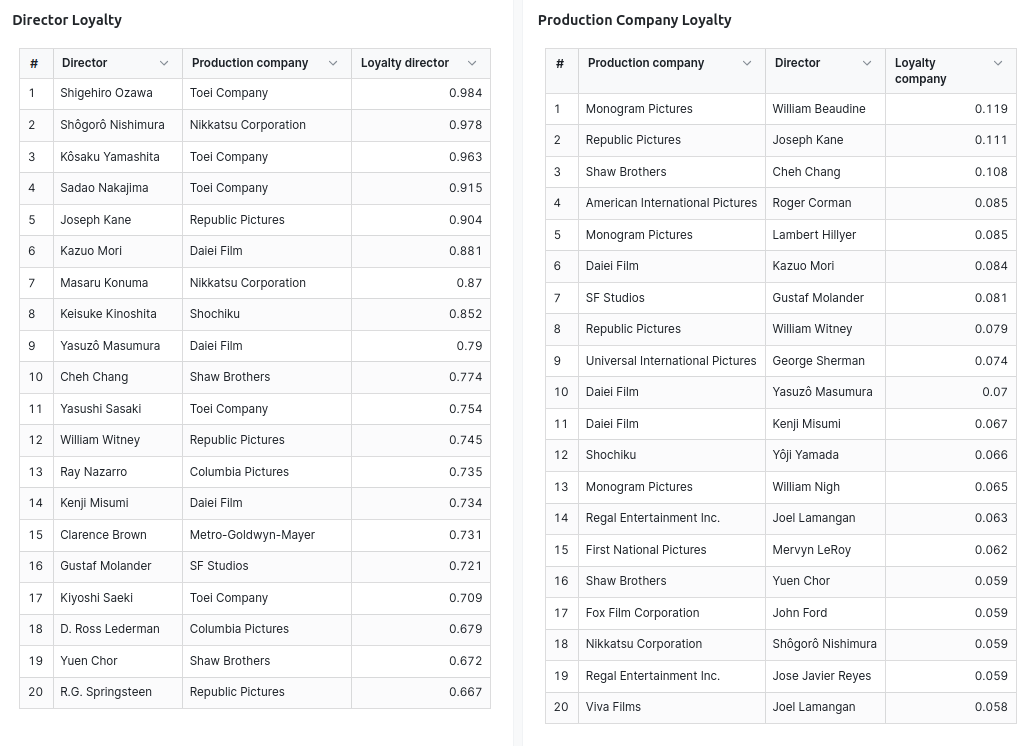 Director Loyalty
# Director Production company Loyalty director
1 Shigehiro Ozawa Toei Company 0.984
2 Shôgorô Nishimura Nikkatsu Corporation 0.978
3 Kôsaku Yamashita Toei Company 0.963
4 Sadao Nakajima Toei Company 0.915
5 Joseph Kane Republic Pictures 0.904
6 Kazuo Mori Daiei Film 0.881
7 Masaru Konuma Nikkatsu Corporation 0.87
8 Keisuke Kinoshita Shochiku 0.852
9 Yasuzô Masumura Daiei Film 0.79
10 Cheh Chang Shaw Brothers 0.774
11 Yasushi Sasaki Toei Company 0.754
12 William Witney Republic Pictures 0.745
13 Ray Nazarro Columbia Pictures 0.735
14 Kenji Misumi Daiei Film 0.734
15 Clarence Brown Metro-Goldwyn-Mayer 0.731
16 Gustaf Molander SF Studios 0.721
17 Kiyoshi Saeki Toei Company 0.709
18 D. Ross Lederman Columbia Pictures 0.679
19 Yuen Chor Shaw Brothers 0.672
20 R.G. Springsteen Republic Pictures 0.667
Production Company Loyalty
# Production company Director Loyalty
company
1 Monogram Pictures William Beaudine 0.119
2 Republic Pictures Joseph Kane 0.111
3 Shaw Brothers Cheh Chang 0.108
4 American International Pictures Roger Corman 0.085
5 Monogram Pictures Lambert Hillyer 0.085
6 Daiei Film Kazuo Mori 0.084
7 SF Studios Gustaf Molander 0.081
8 Republic Pictures William Witney 0.079
9 Universal International Pictures George Sherman 0.074
10 Daiei Film Yasuzô Masumura 0.07
11 Daiei Film Kenji Misumi 0.067
12 Shochiku Yôji Yamada 0.066
13 Monogram Pictures William Nigh 0.065
14 Regal Entertainment Inc. Joel Lamangan 0.063
15 First National Pictures Mervyn LeRoy 0.062
16 Shaw Brothers Yuen Chor 0.059
17 Fox Film Corporation John Ford 0.059
18 Nikkatsu Corporation Shôgorô Nishimura 0.059
19 Regal Entertainment Inc. Jose Javier Reyes 0.059
20 Viva Films Joel Lamangan 0.058